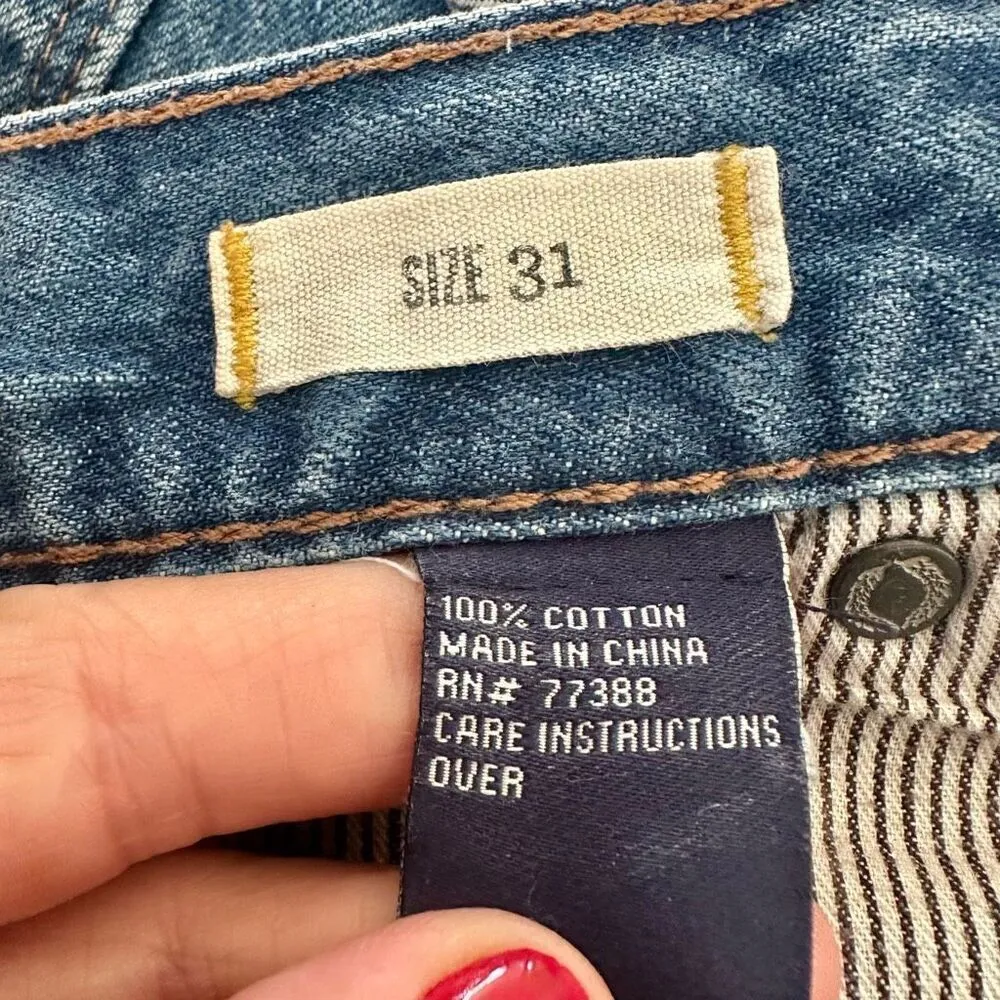 SIZE 31
100% COTTON
MADE IN CHINA
RN# 77388
CARE INSTRUCTIONS
OVER